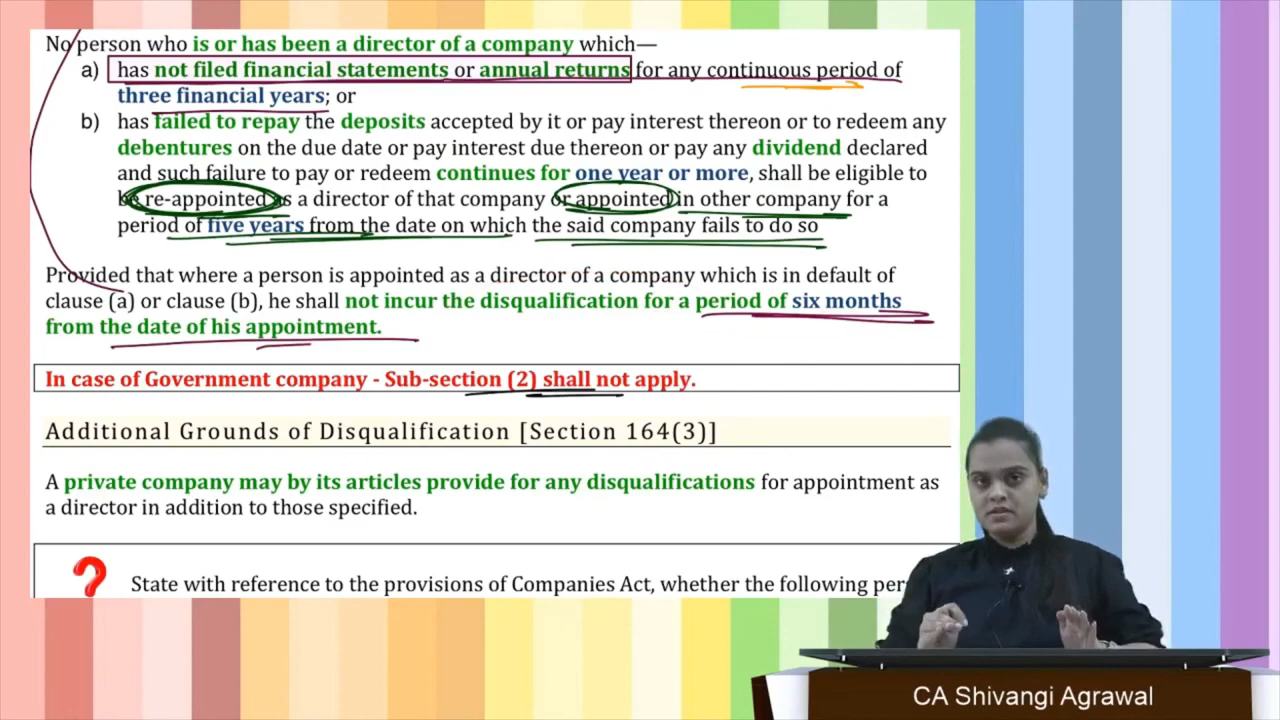 No person who is or has been a director of a company which—
a) has not filed financial statements or annual returns for any continuous period of
three financial years; or
b) has failed to repay the deposits accepted by it or pay interest thereon or to redeem any
debentures on the due date or pay interest due thereon or pay any dividend declared
and such failure to pay or redeem continues for one year or more, shall be eligible to
be re-appointed as a director of that company or appointed in other company for a
period of five years from the date on which the said company fails to do so
Provided that where a person is appointed as a director of a company which is in default of
clause (a) or clause (b), he shall not incur the disqualification for a period of six months
from the date of his appointment.
In case of Government company - Sub-section (2) shall not apply.
Additional Grounds of Disqualification [Section 164(3)]
A private company may by its articles provide for any disqualifications for appointment as
a director in addition to those specified.
?
State with reference to the provisions of Companies Act, whether the following
CA Shivangi Agrawal